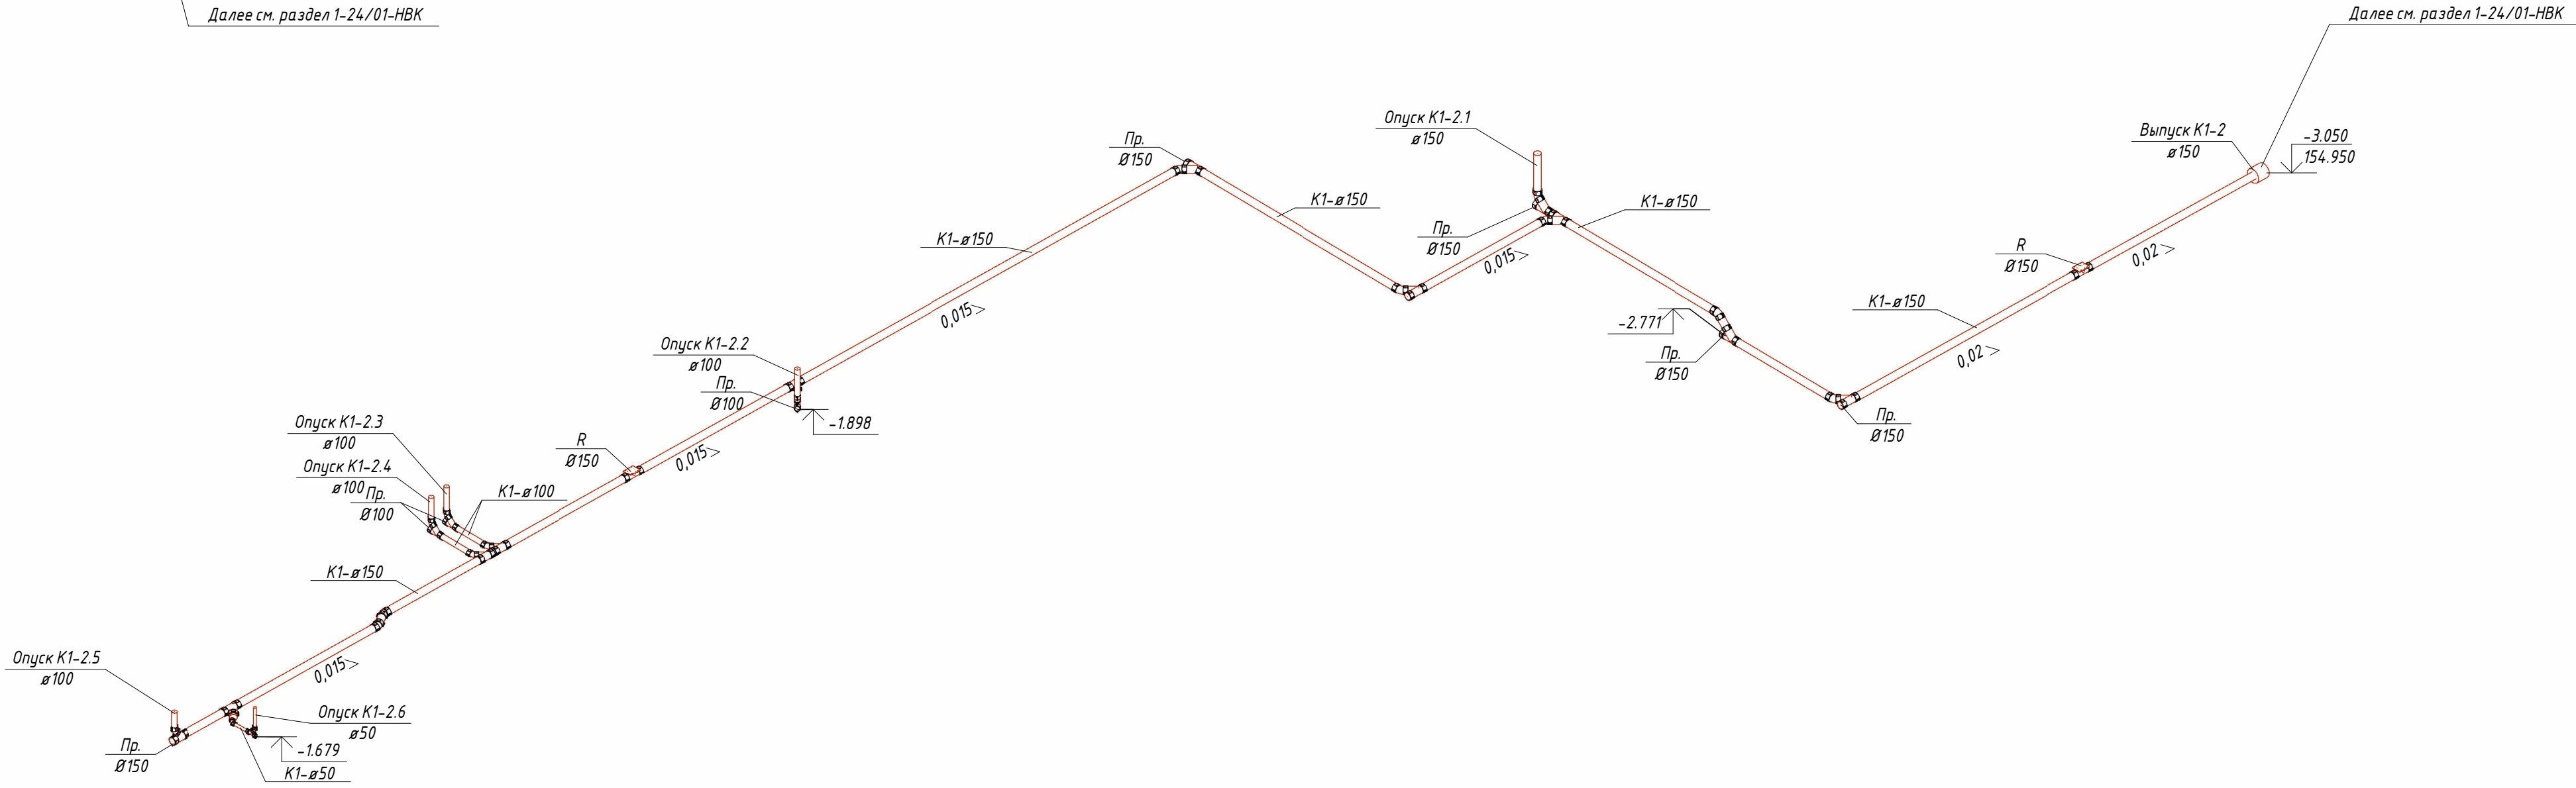 Далее см. раздел 1-24/01-НВК
Далее см. раздел 1-24/01-НВК
Опуск К1-2.1
ø150
Выпуск К1-2
ø150
-3.050
154.950
Пр.
Ø150
К1-ø150
К1-ø150
Пр.
Ø150
К1-ø150
0,015>
R
Ø150
0,02>
0,015>
К1-ø150
-2.771
Пр.
Ø150
0,02>
Опуск К1-2.2
ø100
Пр.
Ø100
-1.898
Пр.
Ø150
Опуск К1-2.3
ø100
R
Ø150
0,015>
Опуск К1-2.4
ø100
Пр.
Ø100
К1-ø100
К1-ø150
Опуск К1-2.5
ø100
0,015>
Опуск К1-2.6
ø50
Пр.
Ø150
-1.679
К1-ø50